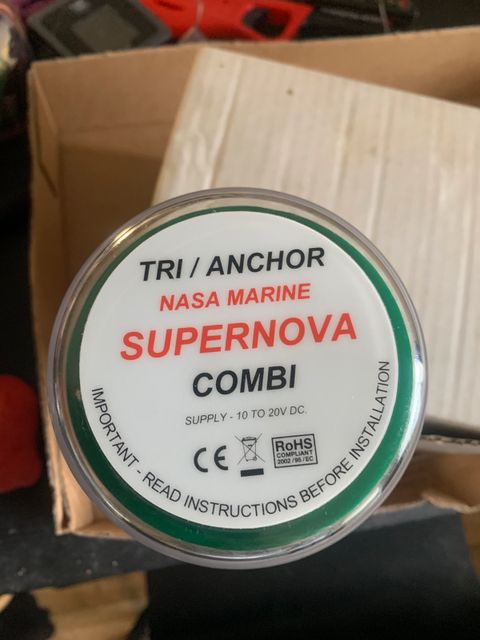 TRI / ANCHOR
NASA MARINE
SUPERNOVA
COMBI
SUPPLY - 10 TO 20V DC.
CE
RoHS
COMPLIANT
2002 / 95 / EC
IMPORTANT - READ INSTRUCTIONS BEFORE INSTALLATION